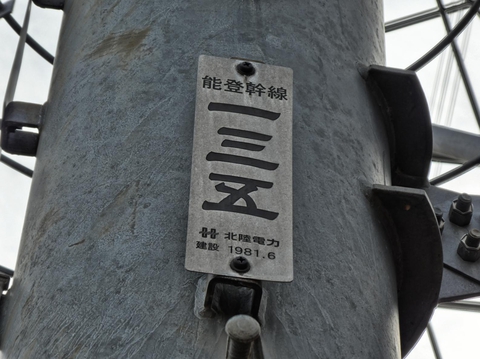 能登幹線
一
三
五
北陸電力
建設 1981.6